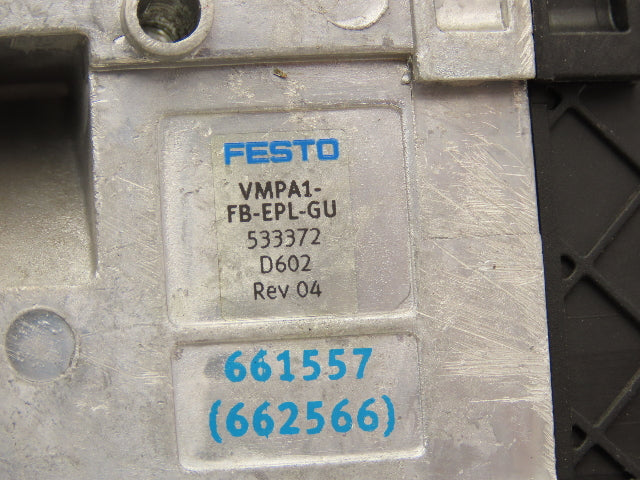 FESTO
VMPA1-
FB-EPL-GU
533372
D602
Rev 04
661557
(662566)